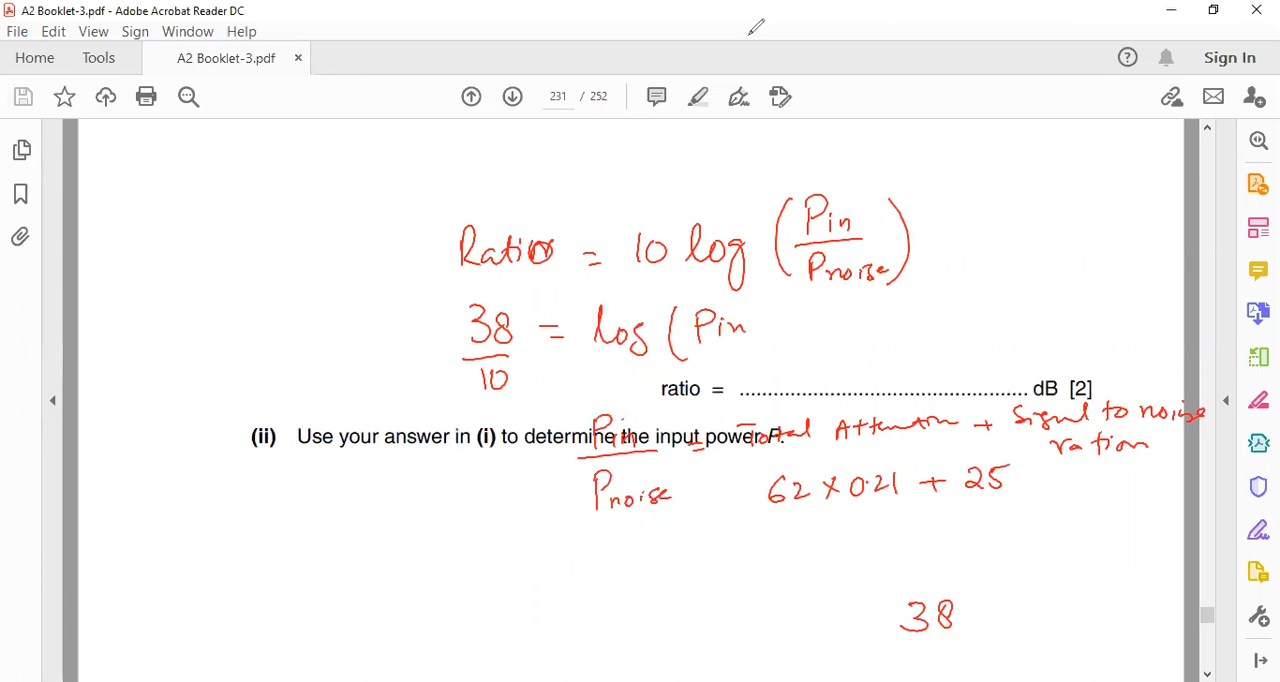 A2 Booklet-3.pdf - Adobe Acrobat Reader DC
File Edit View Sign Window Help
Home Tools A2 Booklet-3.pdf × Sign In
231 / 252
Ratio = 10 log (Pin / Pnoise)
38 / 10 = log ( Pin
ratio = ............................................... dB [2]
(ii) Use your answer in (i) to determine the input power P.
Pin / Pnoise = Total Attention + Signal to noise ration
62 × 0.21 + 25
38